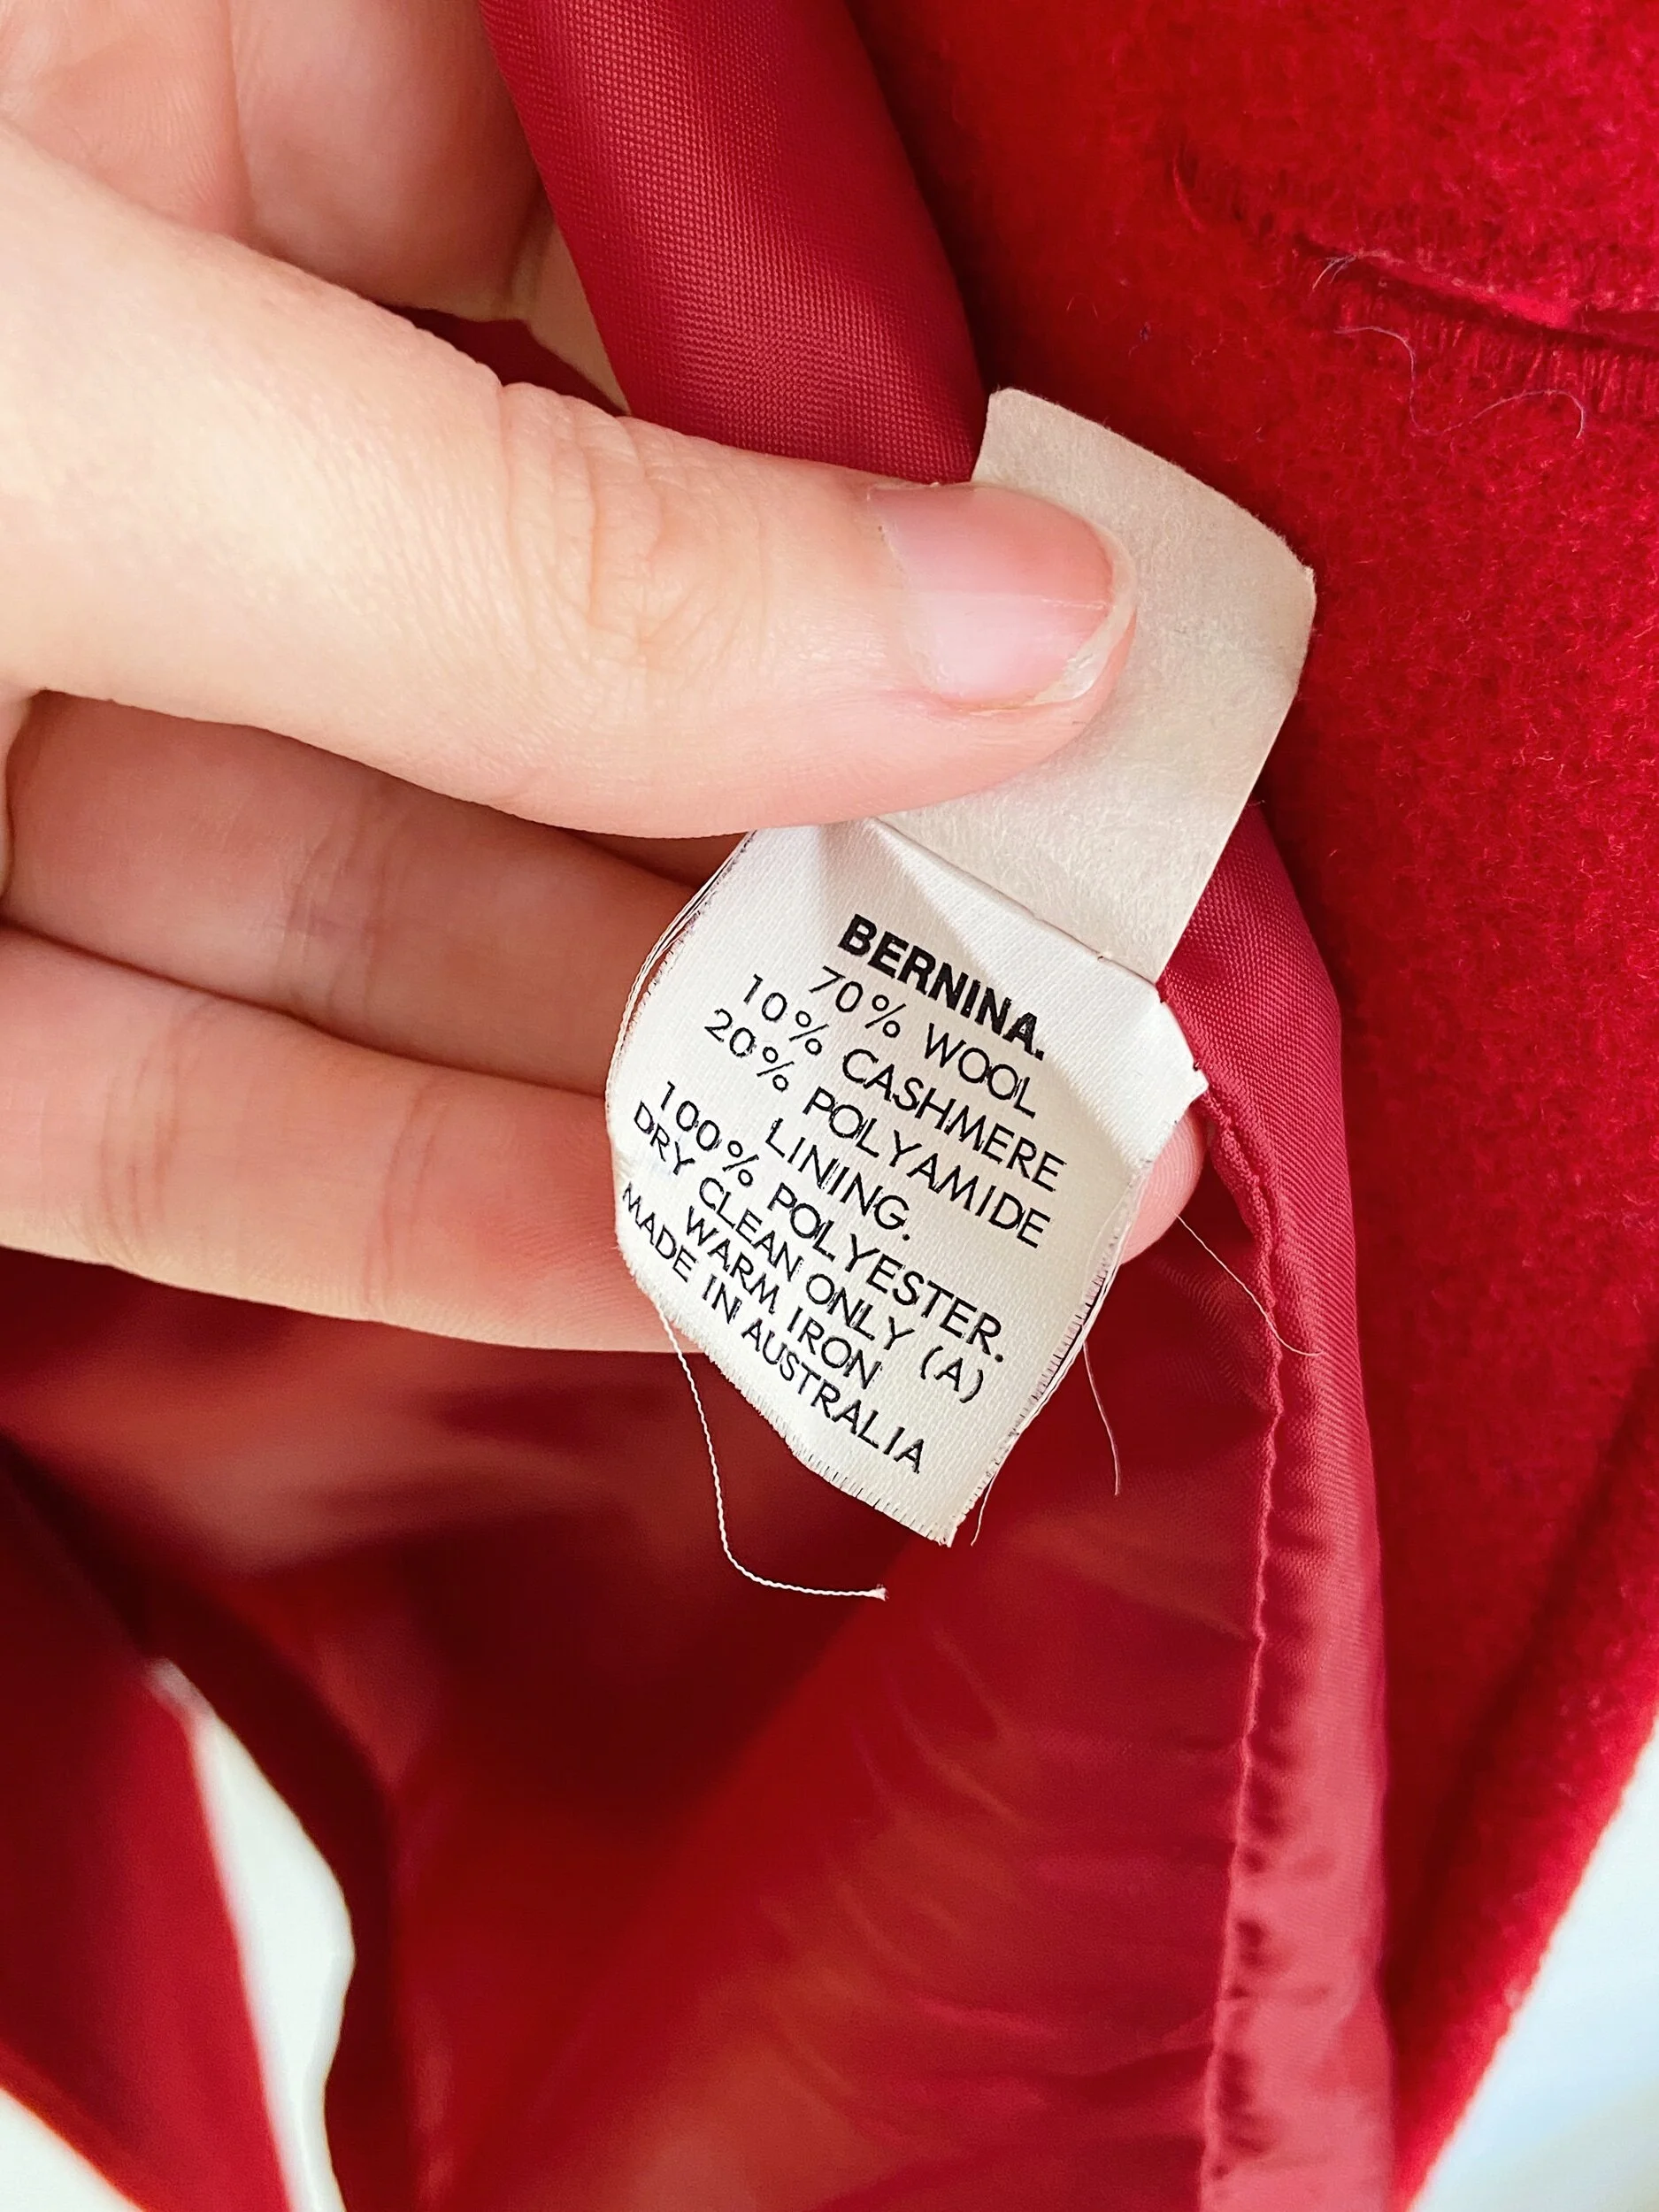 BERNINA.
70% WOOL
10% CASHMERE
20% POLYAMIDE
LINING.
100% POLYESTER.
DRY CLEAN ONLY (A)
WARM IRON
MADE IN AUSTRALIA